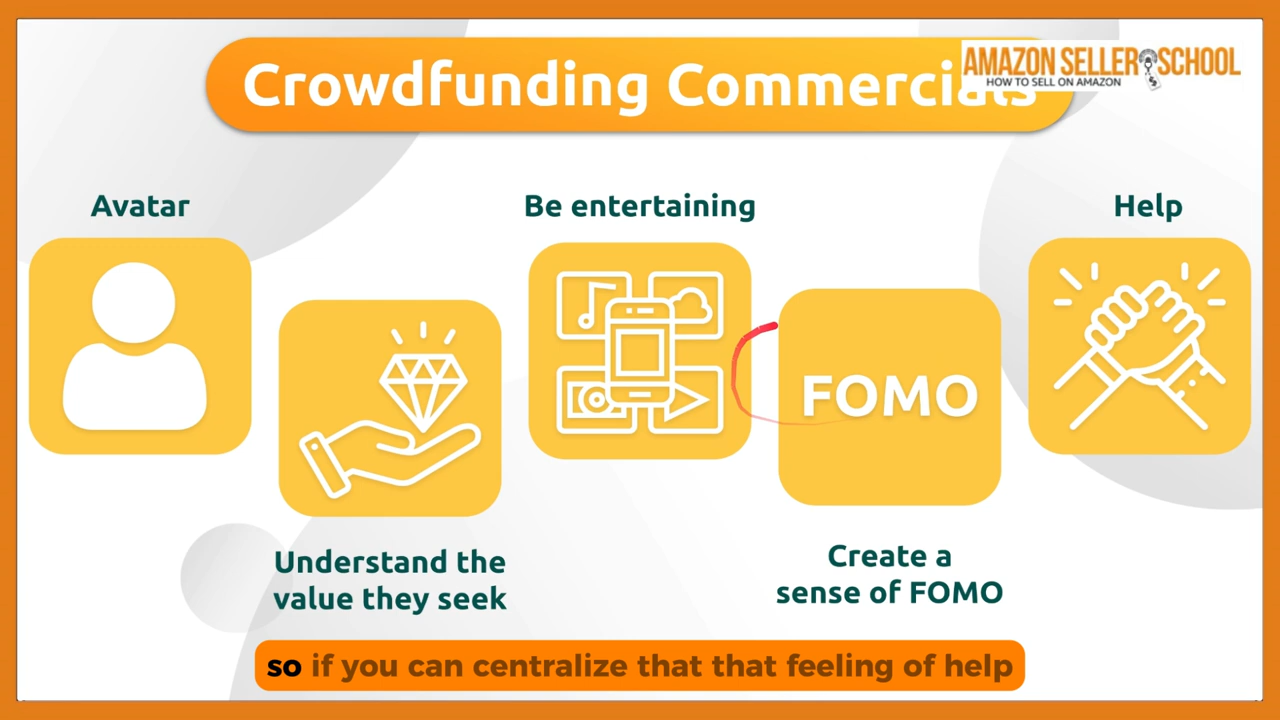 Crowdfunding Commercials
AMAZON SELLER SCHOOL
HOW TO SELL ON AMAZON
Avatar
Be entertaining
Help
FOMO
Understand the
value they seek
Create a
sense of FOMO
so if you can centralize that that feeling of help